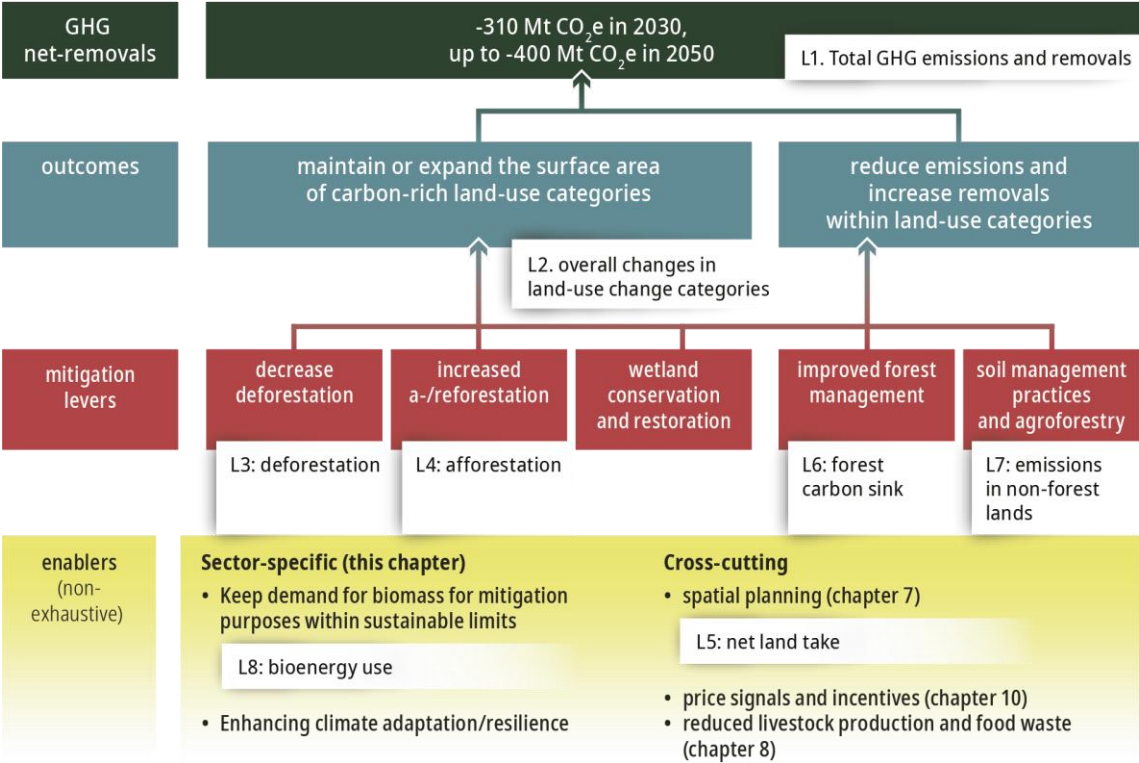 GHG
net-removals
-310 Mt CO₂e in 2030,
up to -400 Mt CO₂e in 2050
L1. Total GHG emissions and removals
outcomes
maintain or expand the surface area
of carbon-rich land-use categories
reduce emissions and
increase removals
within land-use categories
L2. overall changes in
land-use change categories
mitigation
levers
decrease
deforestation
increased
a-/reforestation
wetland
conservation
and restoration
improved forest
management
soil management
practices
and agroforestry
L3: deforestation
L4: afforestation
L6: forest
carbon sink
L7: emissions
in non-forest
lands
enablers
(non-
exhaustive)
Sector-specific (this chapter)
• Keep demand for biomass for mitigation
purposes within sustainable limits
L8: bioenergy use
• Enhancing climate adaptation/resilience
Cross-cutting
• spatial planning (chapter 7)
L5: net land take
• price signals and incentives (chapter 10)
• reduced livestock production and food waste
(chapter 8)